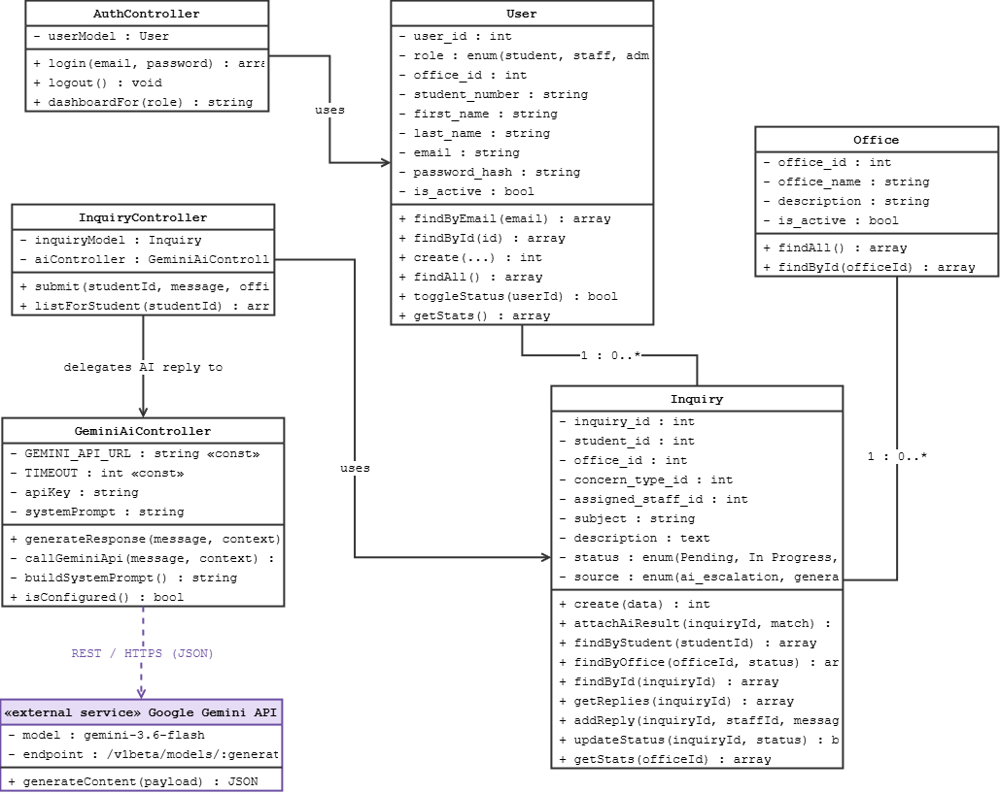 AuthController
- userModel : User
+ login(email, password) : arra
+ logout() : void
+ dashboardFor(role) : string
uses
User
- user_id : int
- role : enum(student, staff, adm
- office_id : int
- student_number : string
- first_name : string
- last_name : string
- email : string
- password_hash : string
- is_active : bool
+ findByEmail(email) : array
+ findById(id) : array
+ create(...) : int
+ findAll() : array
+ toggleStatus(userId) : bool
+ getStats() : array
Office
- office_id : int
- office_name : string
- description : string
- is_active : bool
+ findAll() : array
+ findById(officeId) : array
InquiryController
- inquiryModel : Inquiry
- aiController : GeminiAiControll
+ submit(studentId, message, offi
+ listForStudent(studentId) : arr
delegates AI reply to
uses
1 : 0..*
1 : 0..*
GeminiAiController
- GEMINI_API_URL : string «const»
- TIMEOUT : int «const»
- apiKey : string
- systemPrompt : string
+ generateResponse(message, context)
- callGeminiApi(message, context) :
- buildSystemPrompt() : string
+ isConfigured() : bool
REST / HTTPS (JSON)
«external service» Google Gemini API
- model : gemini-3.6-flash
- endpoint : /v1beta/models/:generat
+ generateContent(payload) : JSON
Inquiry
- inquiry_id : int
- student_id : int
- office_id : int
- concern_type_id : int
- assigned_staff_id : int
- subject : string
- description : text
- status : enum(Pending, In Progress,
- source : enum(ai_escalation, genera
+ create(data) : int
+ attachAiResult(inquiryId, match) :
+ findByStudent(studentId) : array
+ findByOffice(officeId, status) : ar
+ findById(inquiryId) : array
+ getReplies(inquiryId) : array
+ addReply(inquiryId, staffId, messag
+ updateStatus(inquiryId, status) : b
+ getStats(officeId) : array